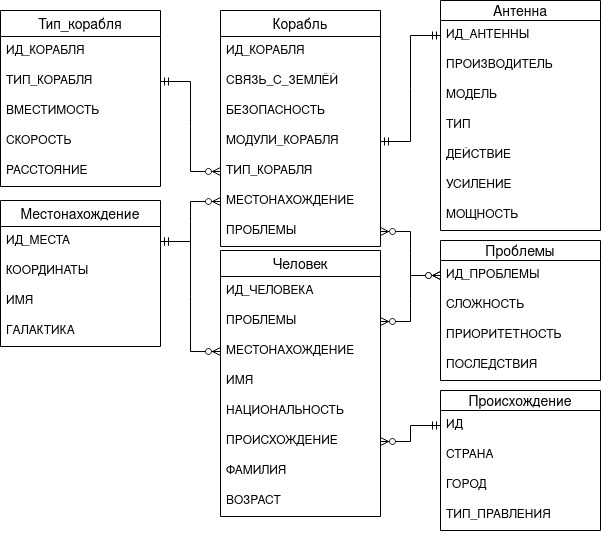 Тип_корабля
ИД_КОРАБЛЯ
ТИП_КОРАБЛЯ
ВМЕСТИМОСТЬ
СКОРОСТЬ
РАССТОЯНИЕ
Местонахождение
ИД_МЕСТА
КООРДИНАТЫ
ИМЯ
ГАЛАКТИКА
Корабль
ИД_КОРАБЛЯ
СВЯЗЬ_С_ЗЕМЛЁЙ
БЕЗОПАСНОСТЬ
МОДУЛИ_КОРАБЛЯ
ТИП_КОРАБЛЯ
МЕСТОНАХОЖДЕНИЕ
ПРОБЛЕМЫ
Человек
ИД_ЧЕЛОВЕКА
ПРОБЛЕМЫ
МЕСТОНАХОЖДЕНИЕ
ИМЯ
НАЦИОНАЛЬНОСТЬ
ПРОИСХОЖДЕНИЕ
ФАМИЛИЯ
ВОЗРАСТ
Антенна
ИД_АНТЕННЫ
ПРОИЗВОДИТЕЛЬ
МОДЕЛЬ
ТИП
ДЕЙСТВИЕ
УСИЛЕНИЕ
МОЩНОСТЬ
Проблемы
ИД_ПРОБЛЕМЫ
СЛОЖНОСТЬ
ПРИОРИТЕТНОСТЬ
ПОСЛЕДСТВИЯ
Происхождение
ИД
СТРАНА
ГОРОД
ТИП_ПРАВЛЕНИЯ